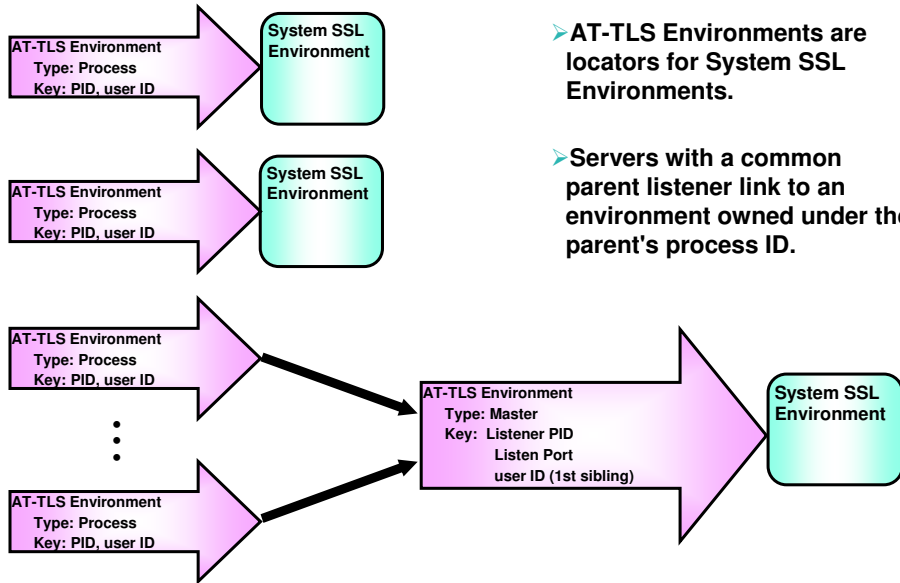 AT-TLS Environment
Type: Process
Key: PID, user ID
System SSL
Environment
AT-TLS Environment
Type: Process
Key: PID, user ID
System SSL
Environment
➢AT-TLS Environments are
locators for System SSL
Environments.
➢Servers with a common
parent listener link to an
environment owned under the
parent's process ID.
AT-TLS Environment
Type: Process
Key: PID, user ID
AT-TLS Environment
Type: Process
Key: PID, user ID
AT-TLS Environment
Type: Master
Key: Listener PID
Listen Port
user ID (1st sibling)
System SSL
Environment